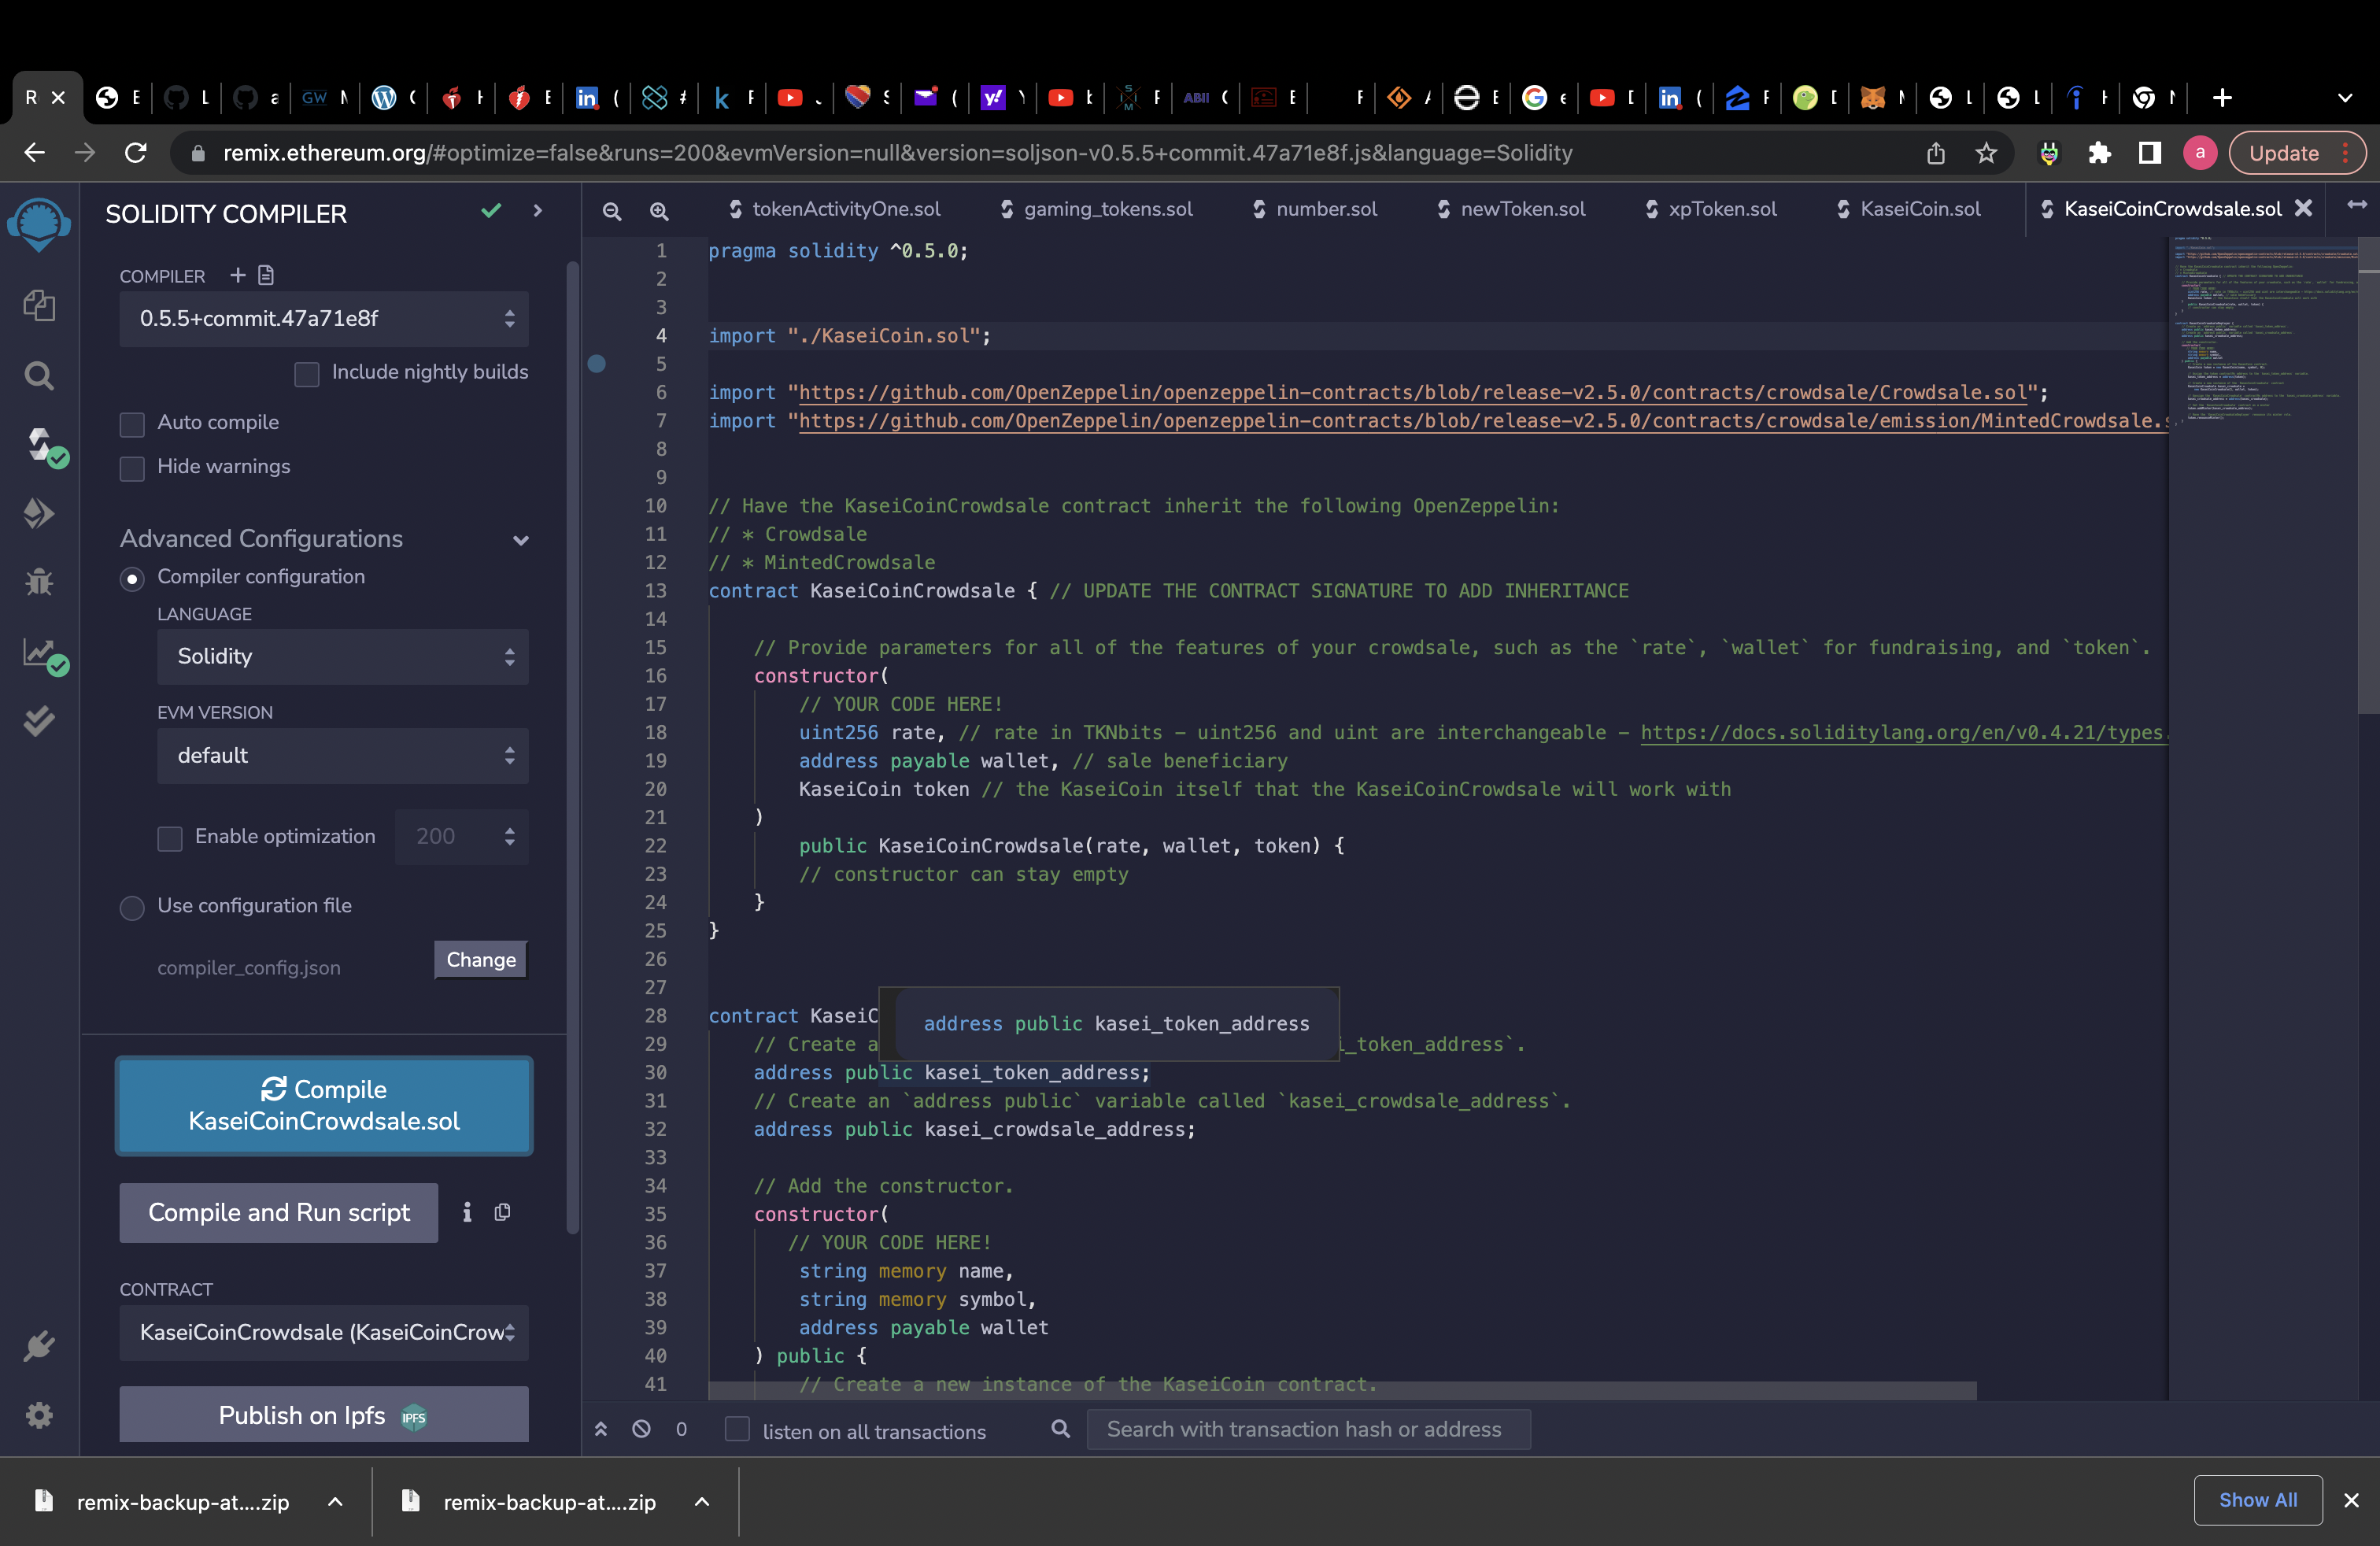 R
remix.ethereum.org/#optimize=false&runs=200&evmVersion=null&version=soljson-v0.5.5+commit.47a71e8f.js&language=Solidity
a
Update
SOLIDITY COMPILER
COMPILER
0.5.5+commit.47a71e8f
Include nightly builds
Auto compile
Hide warnings
Advanced Configurations
Compiler configuration
LANGUAGE
Solidity
EVM VERSION
default
Enable optimization
200
Use configuration file
compiler_config.json
Change
Compile
KaseiCoinCrowdsale.sol
Compile and Run script
CONTRACT
KaseiCoinCrowdsale (KaseiCoinCrow
Publish on Ipfs IPFS
tokenActivityOne.sol gaming_tokens.sol number.sol newToken.sol xpToken.sol KaseiCoin.sol KaseiCoinCrowdsale.sol
1 pragma solidity ^0.5.0;
2
3
4 import "./KaseiCoin.sol";
5
6 import "https://github.com/OpenZeppelin/openzeppelin-contracts/blob/release-v2.5.0/contracts/crowdsale/Crowdsale.sol";
7 import "https://github.com/OpenZeppelin/openzeppelin-contracts/blob/release-v2.5.0/contracts/crowdsale/emission/MintedCrowdsale.s
8
9
10 // Have the KaseiCoinCrowdsale contract inherit the following OpenZeppelin:
11 // * Crowdsale
12 // * MintedCrowdsale
13 contract KaseiCoinCrowdsale { // UPDATE THE CONTRACT SIGNATURE TO ADD INHERITANCE
14
15 // Provide parameters for all of the features of your crowdsale, such as the `rate`, `wallet` for fundraising, and `token`.
16 constructor(
17 // YOUR CODE HERE!
18 uint256 rate, // rate in TKNbits - uint256 and uint are interchangeable - https://docs.soliditylang.org/en/v0.4.21/types.
19 address payable wallet, // sale beneficiary
20 KaseiCoin token // the KaseiCoin itself that the KaseiCoinCrowdsale will work with
21 )
22 public KaseiCoinCrowdsale(rate, wallet, token) {
23 // constructor can stay empty
24 }
25 }
26
27
28 contract KaseiC
address public kasei_token_address
29 // Create a i_token_address`.
30 address public kasei_token_address;
31 // Create an `address public` variable called `kasei_crowdsale_address`.
32 address public kasei_crowdsale_address;
33
34 // Add the constructor.
35 constructor(
36 // YOUR CODE HERE!
37 string memory name,
38 string memory symbol,
39 address payable wallet
40 ) public {
41 // Create a new instance of the KaseiCoin contract.
0
listen on all transactions
Search with transaction hash or address
remix-backup-at....zip
remix-backup-at....zip
Show All